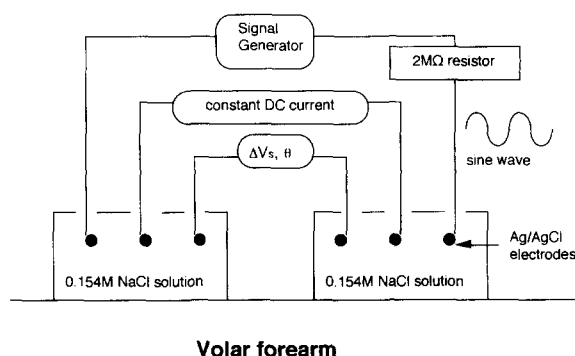 Signal
Generator
2MΩ resistor
constant DC current
ΔVs, θ
sine wave
Ag/AgCl
electrodes
0.154M NaCl solution
0.154M NaCl solution
Volar forearm